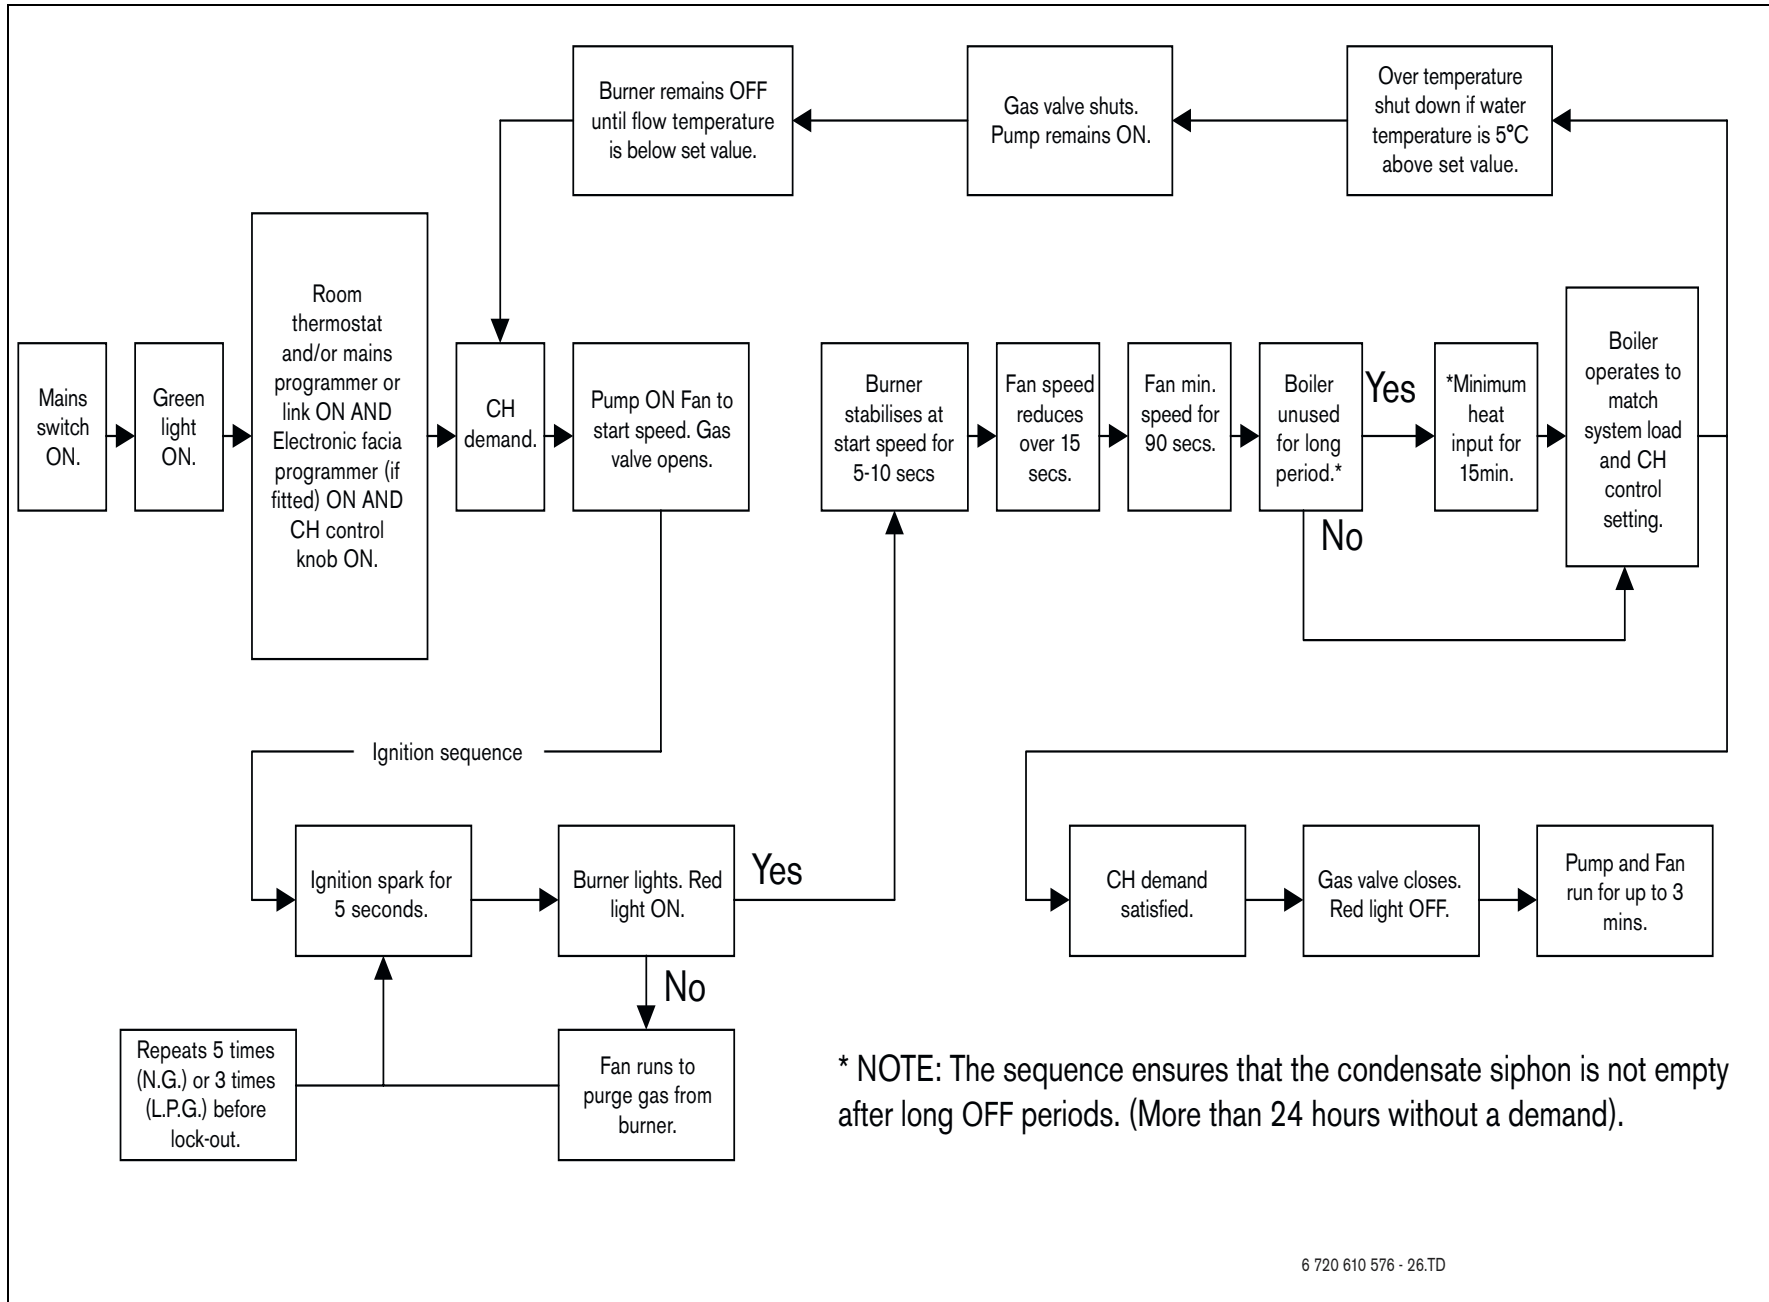 Burner remains OFF
until flow temperature
is below set value.
Gas valve shuts.
Pump remains ON.
Over temperature
shut down if water
temperature is 5°C
above set value.
Mains
switch
ON.
Green
light
ON.
Room
thermostat
and/or mains
programmer or
link ON AND
Electronic facia
programmer (if
fitted) ON AND
CH control
knob ON.
CH
demand.
Pump ON Fan to
start speed. Gas
valve opens.
Burner
stabilises at
start speed for
5-10 secs
Fan speed
reduces
over 15
secs.
Fan min.
speed for
90 secs.
Boiler
unused
for long
period.*
Yes
No
*Minimum
heat
input for
15min.
Boiler
operates to
match
system load
and CH
control
setting.
Ignition sequence
Ignition spark for
5 seconds.
Burner lights. Red
light ON.
Yes
No
CH demand
satisfied.
Gas valve closes.
Red light OFF.
Pump and Fan
run for up to 3
mins.
Repeats 5 times
(N.G.) or 3 times
(L.P.G.) before
lock-out.
Fan runs to
purge gas from
burner.
* NOTE: The sequence ensures that the condensate siphon is not empty
after long OFF periods. (More than 24 hours without a demand).
6 720 610 576 - 26.TD